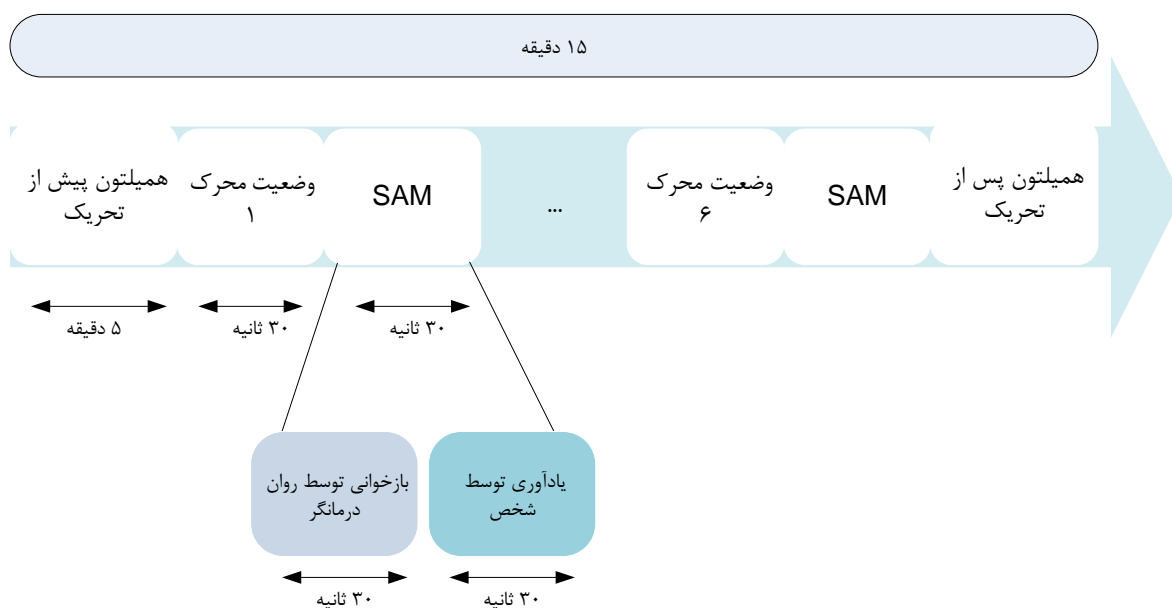 ۱۵ دقیقه
همیلتون پیش از
تحریک
وضعیت محرک
۱
SAM
...
وضعیت محرک
۶
SAM
همیلتون پس از
تحریک
۵ دقیقه
۳۰ ثانیه
۳۰ ثانیه
بازخوانی توسط روان
درمانگر
یادآوری توسط
شخص
۳۰ ثانیه
۳۰ ثانیه